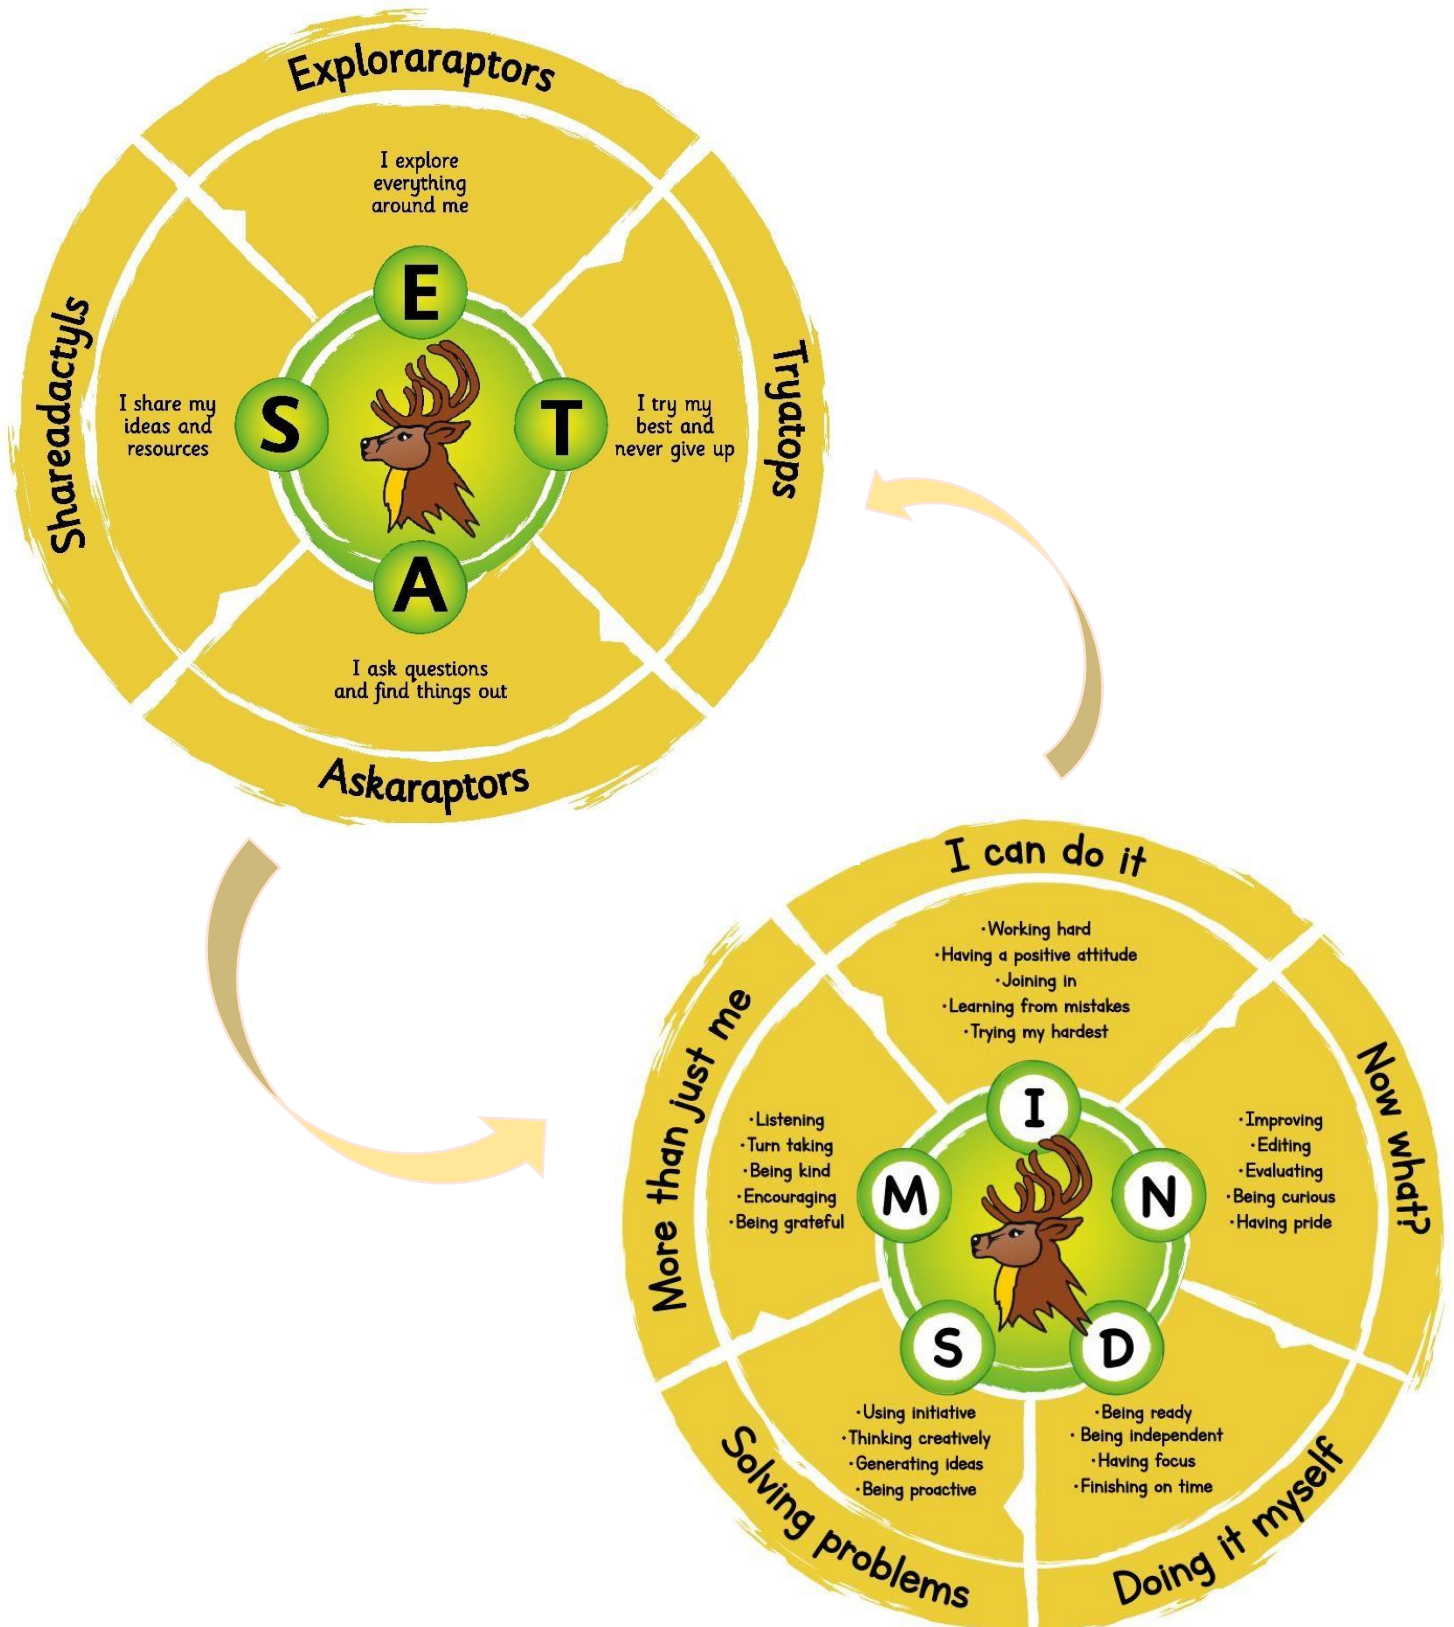 Exploraraptors
I explore
everything
around me
E
Shareadactyls
I share my
ideas and
resources
S
T
I try my
best and
never give up
Tryatops
A
I ask questions
and find things out
Askaraptors
I can do it
·Working hard
·Having a positive attitude
·Joining in
·Learning from mistakes
·Trying my hardest
I
More than just me
·Listening
·Turn taking
·Being kind
·Encouraging
·Being grateful
M
N
·Improving
·Editing
·Evaluating
·Being curious
·Having pride
Now what?
S
·Using initiative
·Thinking creatively
·Generating ideas
·Being proactive
Solving problems
D
·Being ready
· Being independent
·Having focus
·Finishing on time
Doing it myself